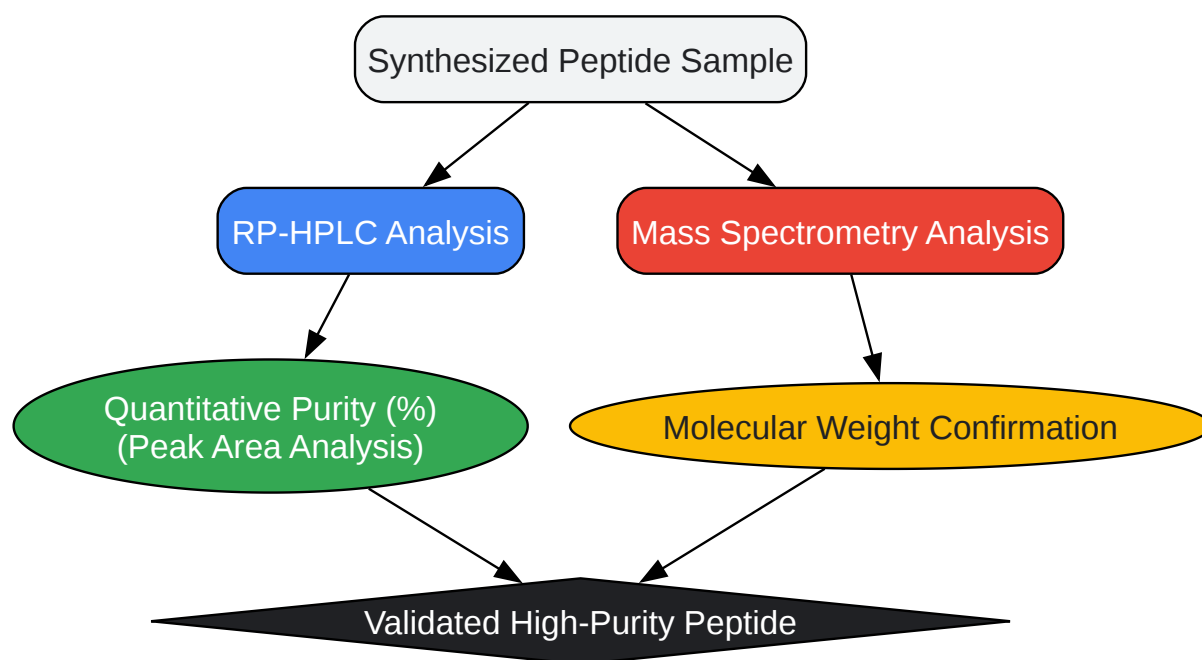 Synthesized Peptide Sample
RP-HPLC Analysis
Mass Spectrometry Analysis
Quantitative Purity (%)
(Peak Area Analysis)
Molecular Weight Confirmation
Validated High-Purity Peptide